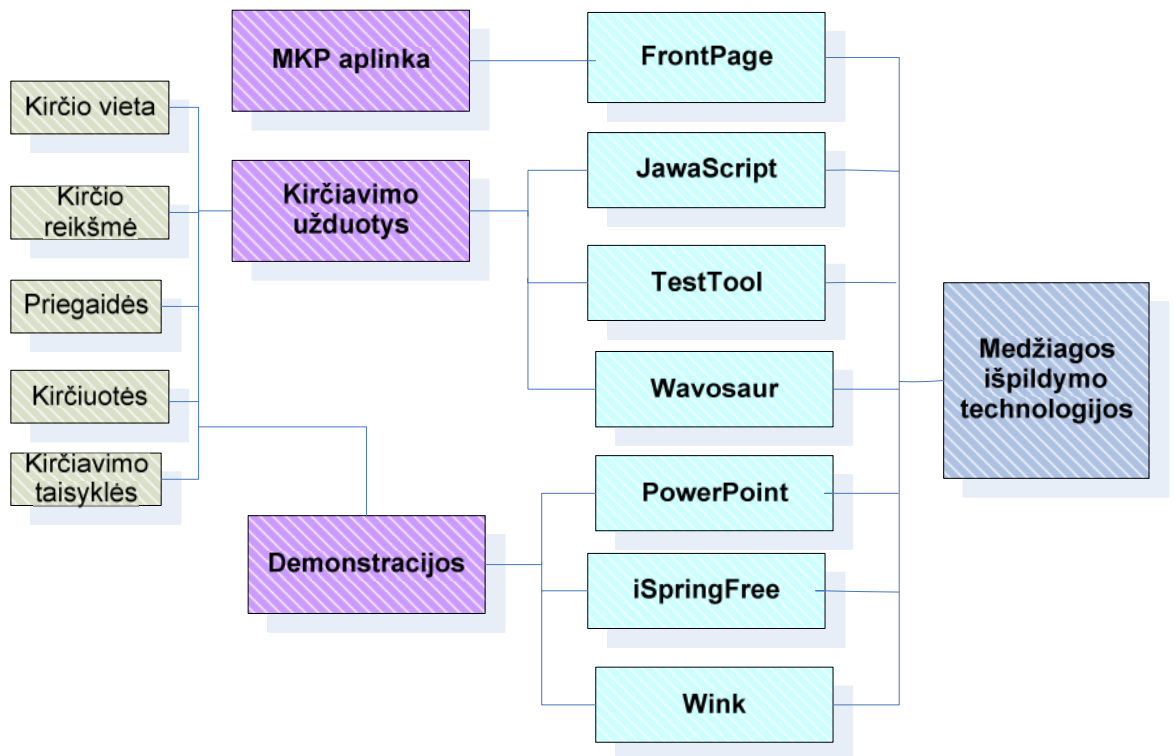 MKP aplinka
FrontPage
Kirčio vieta
Kirčiavimo
užduotys
JawaScript
Kirčio
reikšmė
TestTool
Priegaidės
Medžiagos
išpildymo
technologijos
Kirčiuotės
Wavosaur
Kirčiavimo
taisyklės
PowerPoint
Demonstracijos
iSpringFree
Wink